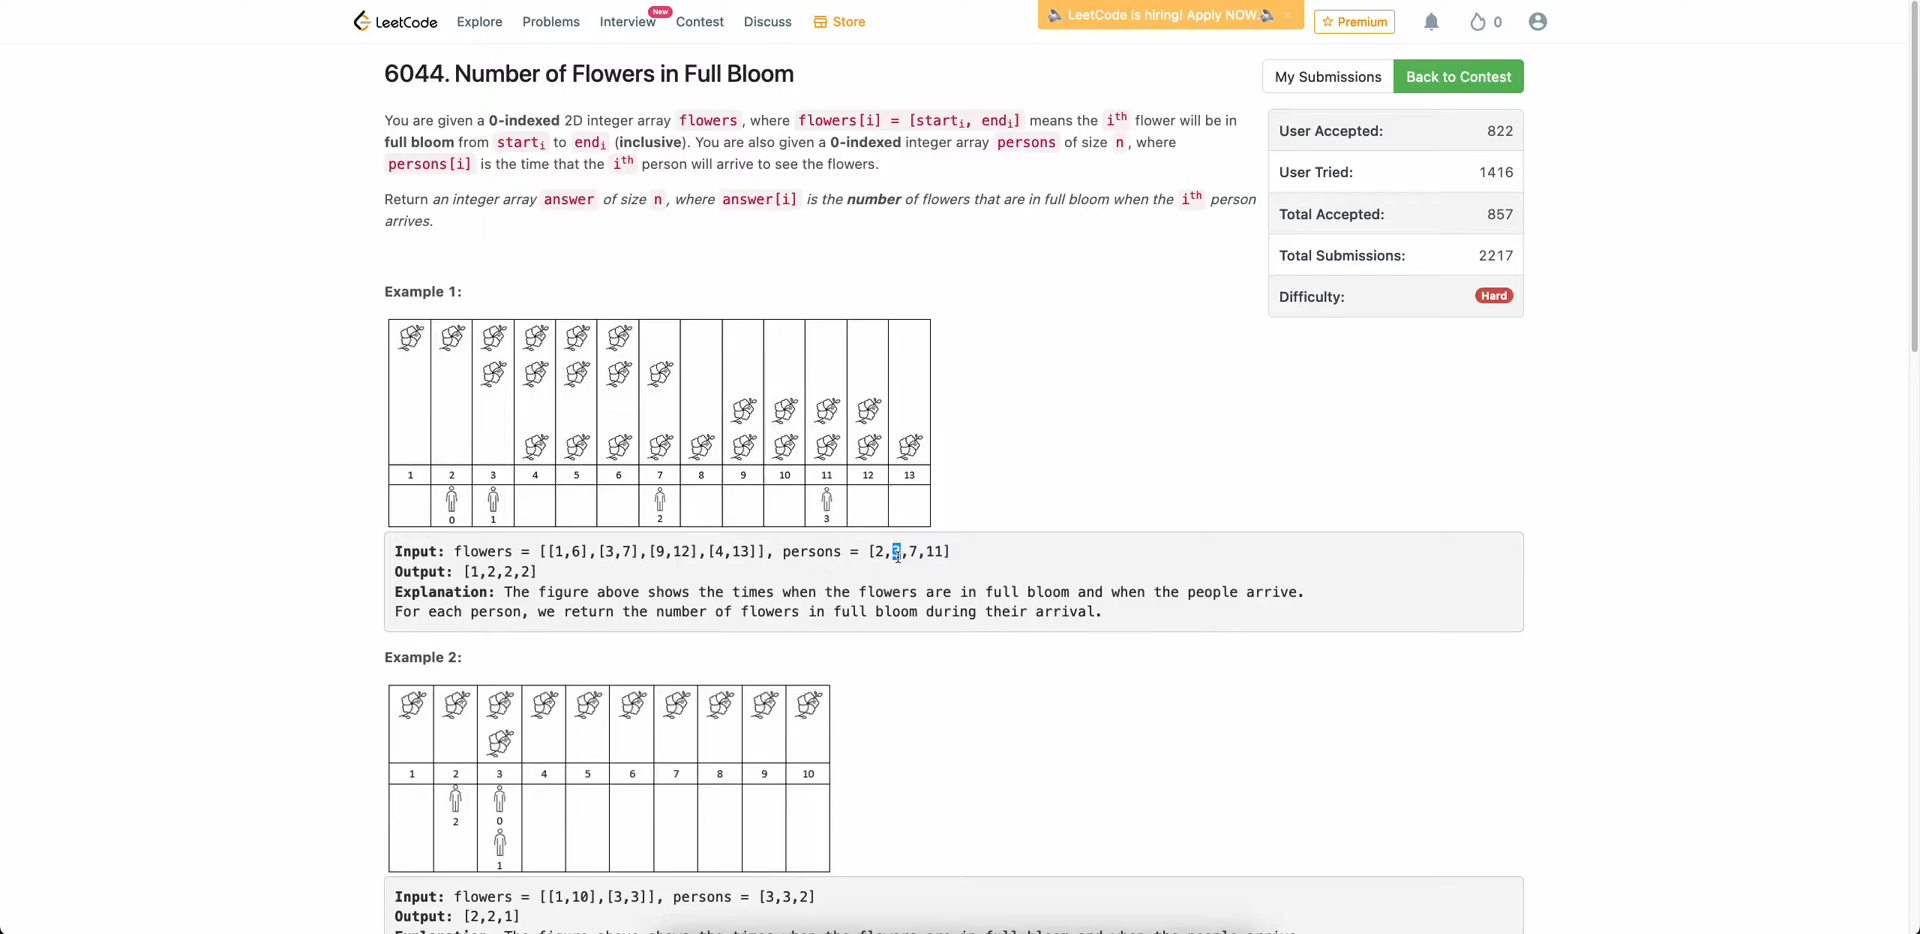 LeetCode Explore Problems Interview New Contest Discuss Store LeetCode is hiring! Apply NOW. × Premium 0
6044. Number of Flowers in Full Bloom
My Submissions Back to Contest
You are given a 0-indexed 2D integer array flowers, where flowers[i] = [starti, endi] means the ith flower will be in
full bloom from starti to endi (inclusive). You are also given a 0-indexed integer array persons of size n, where
persons[i] is the time that the ith person will arrive to see the flowers.
Return an integer array answer of size n, where answer[i] is the number of flowers that are in full bloom when the ith person
arrives.
User Accepted: 822
User Tried: 1416
Total Accepted: 857
Total Submissions: 2217
Difficulty: Hard
Example 1:
1 2 3 4 5 6 7 8 9 10 11 12 13
0 1 2 3
Input: flowers = [[1,6],[3,7],[9,12],[4,13]], persons = [2,3,7,11]
Output: [1,2,2,2]
Explanation: The figure above shows the times when the flowers are in full bloom and when the people arrive.
For each person, we return the number of flowers in full bloom during their arrival.
Example 2:
1 2 3 4 5 6 7 8 9 10
2 0
1
Input: flowers = [[1,10],[3,3]], persons = [3,3,2]
Output: [2,2,1]